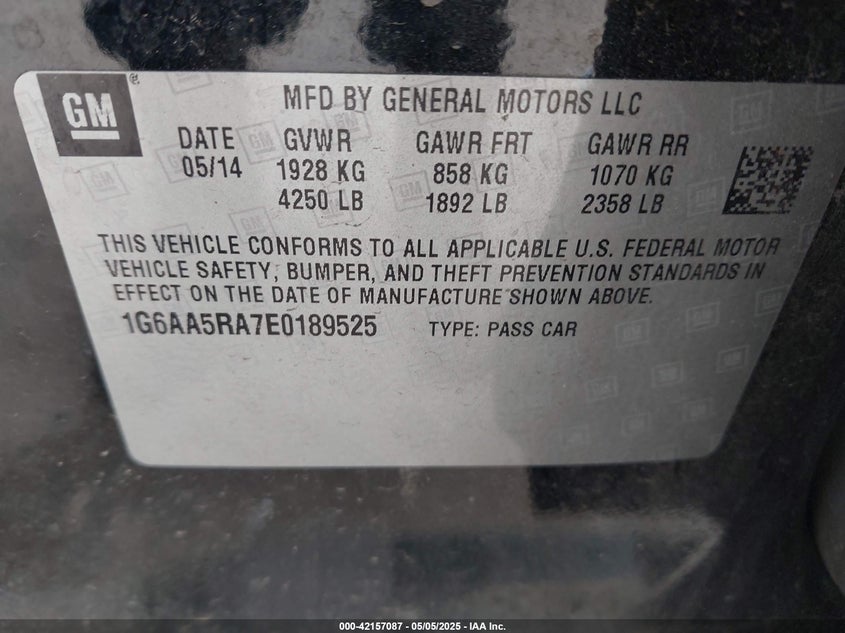 GM
MFD BY GENERAL MOTORS LLC
DATE GVWR GAWR FRT GAWR RR
05/14 1928 KG 858 KG 1070 KG
4250 LB 1892 LB 2358 LB
THIS VEHICLE CONFORMS TO ALL APPLICABLE U.S. FEDERAL MOTOR
VEHICLE SAFETY, BUMPER, AND THEFT PREVENTION STANDARDS IN
EFFECT ON THE DATE OF MANUFACTURE SHOWN ABOVE.
1G6AA5RA7E0189525 TYPE: PASS CAR
000-42157087 - 05/05/2025 - IAA Inc.